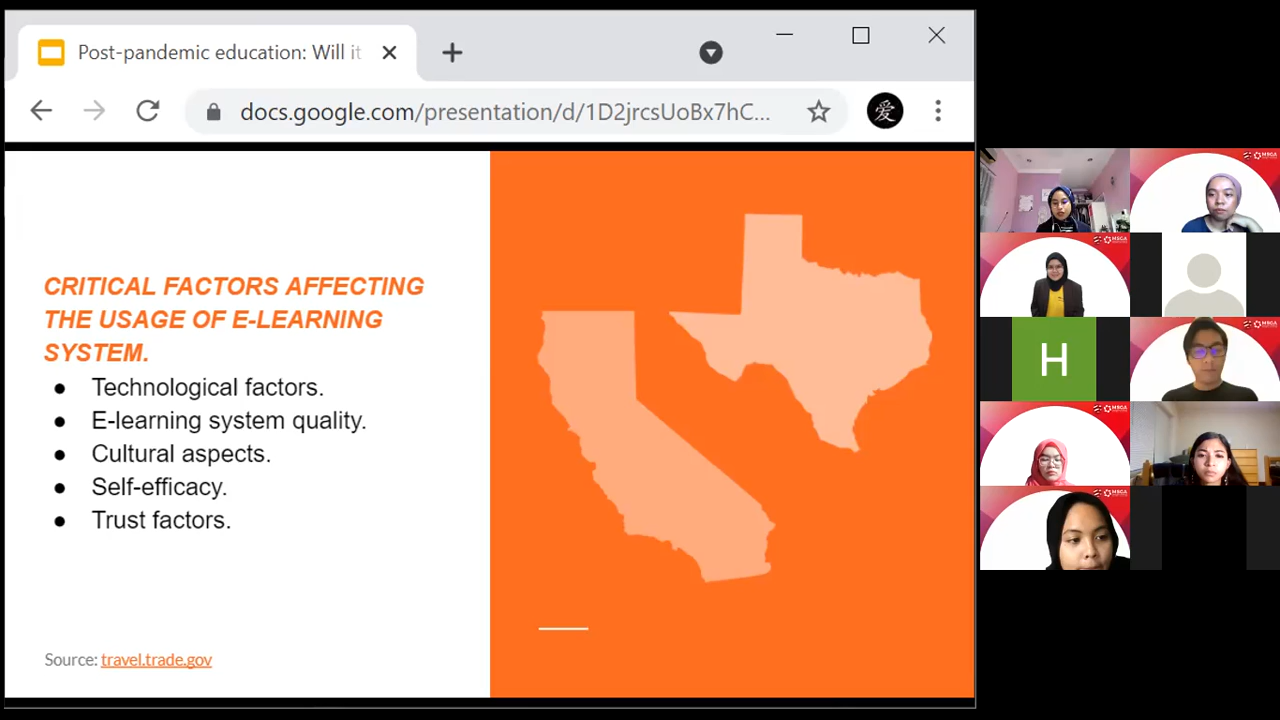 Post-pandemic education: Will it
docs.google.com/presentation/d/1D2jrcsUoBx7hC...
爱
CRITICAL FACTORS AFFECTING
THE USAGE OF E-LEARNING
SYSTEM.
● Technological factors.
● E-learning system quality.
● Cultural aspects.
● Self-efficacy.
● Trust factors.
Source: travel.trade.gov
H